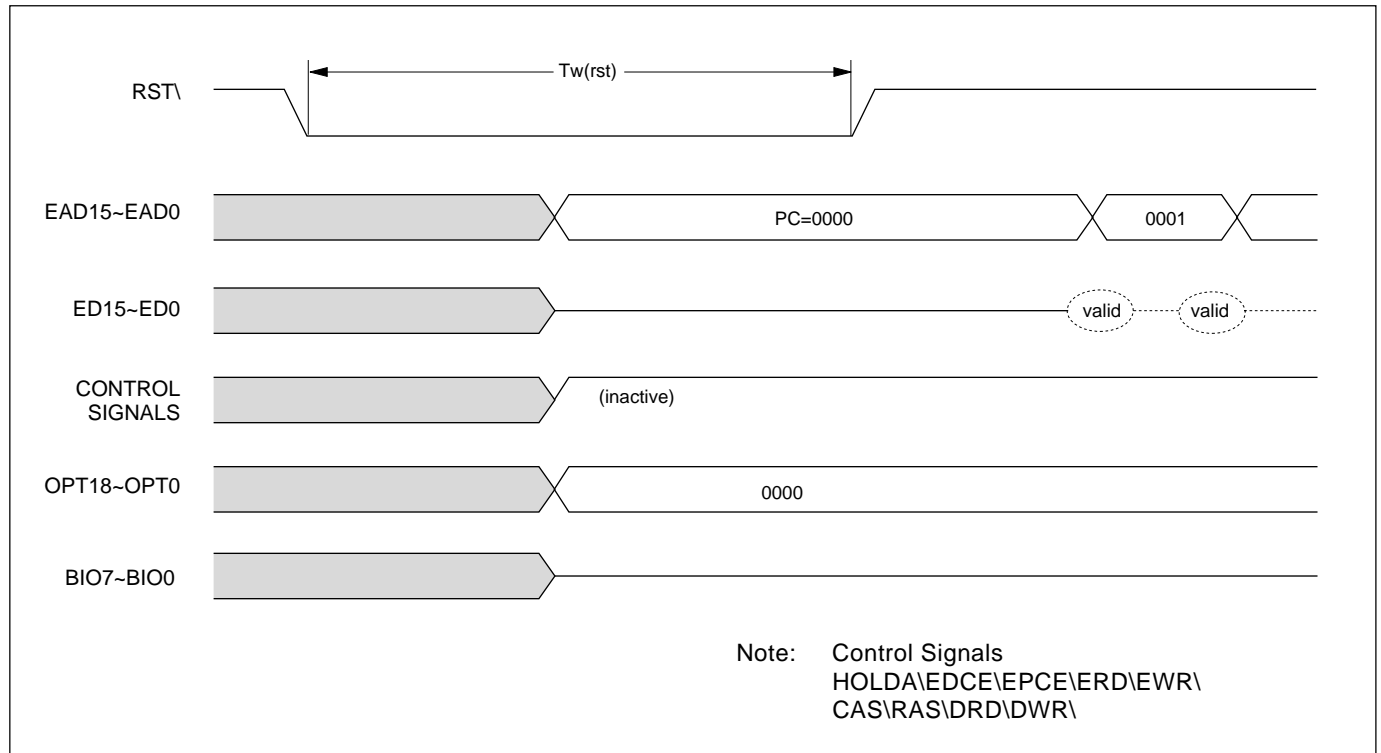 Tw(rst)
RST\
EAD15~EAD0
PC=0000
0001
ED15~ED0
valid
valid
CONTROL
SIGNALS
(inactive)
OPT18~OPT0
0000
BIO7~BIO0
Note: Control Signals
HOLDA\EDCE\EPCE\ERD\EWR\
CAS\RAS\DRD\DWR\